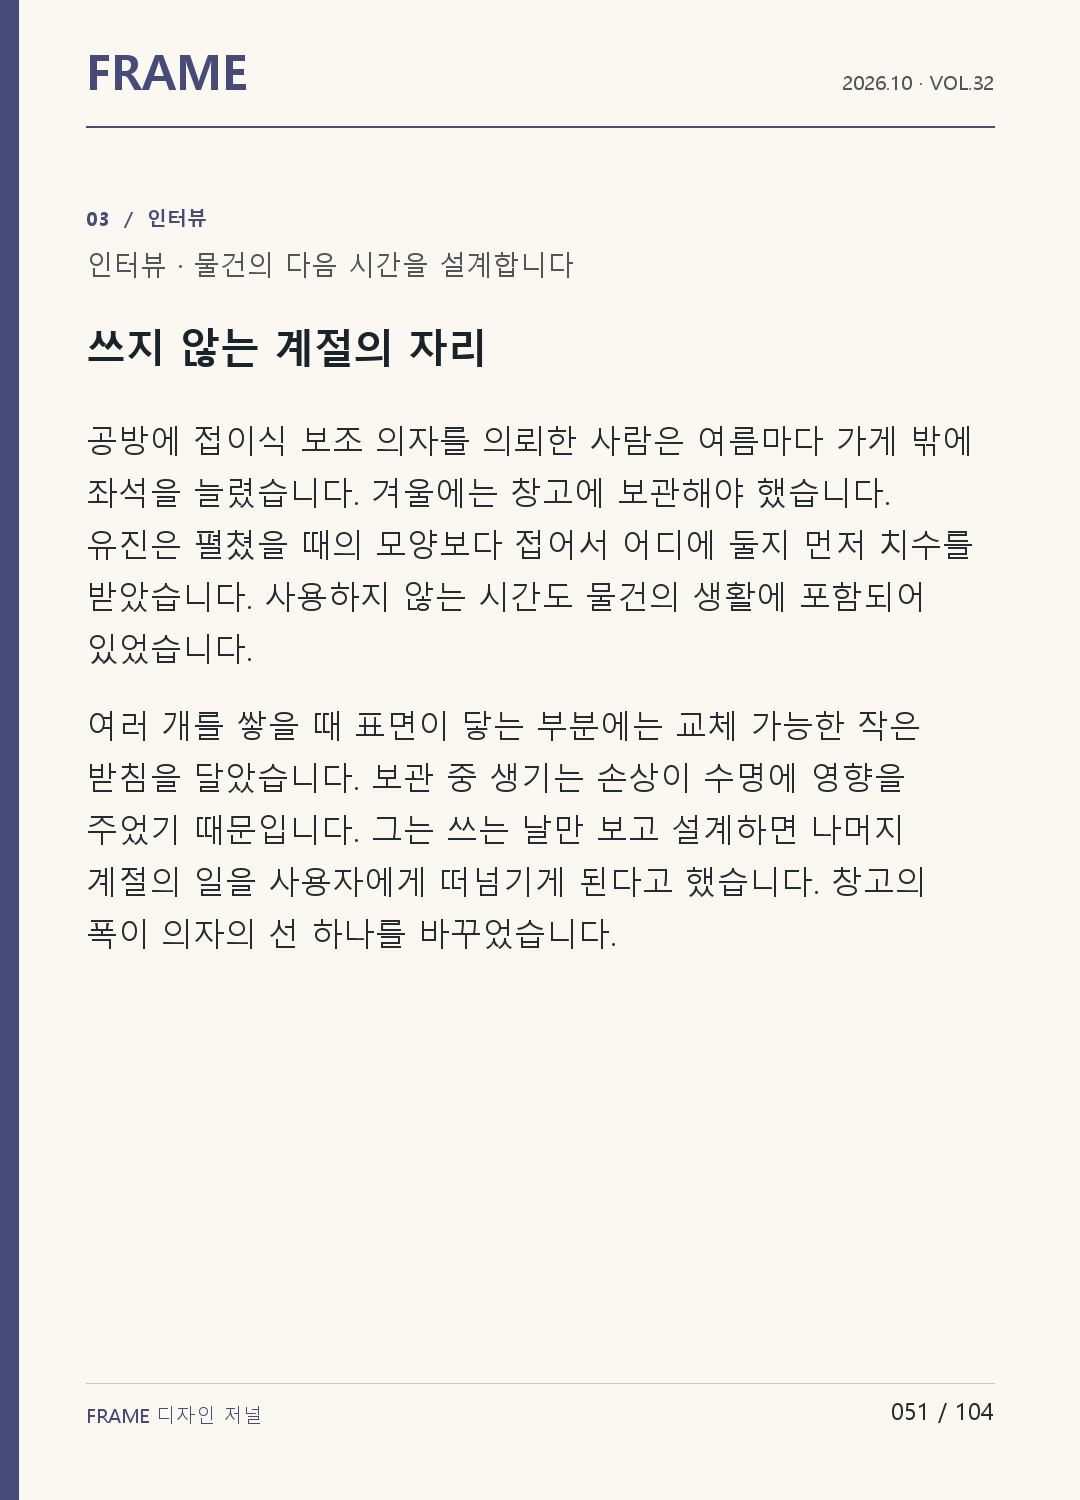 FRAME
2026.10 · VOL.32
03 / 인터뷰
인터뷰 · 물건의 다음 시간을 설계합니다
쓰지 않는 계절의 자리
공방에 접이식 보조 의자를 의뢰한 사람은 여름마다 가게 밖에
좌석을 늘렸습니다. 겨울에는 창고에 보관해야 했습니다.
유진은 펼쳤을 때의 모양보다 접어서 어디에 둘지 먼저 치수를
받았습니다. 사용하지 않는 시간도 물건의 생활에 포함되어
있었습니다.
여러 개를 쌓을 때 표면이 닿는 부분에는 교체 가능한 작은
받침을 달았습니다. 보관 중 생기는 손상이 수명에 영향을
주었기 때문입니다. 그는 쓰는 날만 보고 설계하면 나머지
계절의 일을 사용자에게 떠넘기게 된다고 했습니다. 창고의
폭이 의자의 선 하나를 바꾸었습니다.
FRAME 디자인 저널
051 / 104